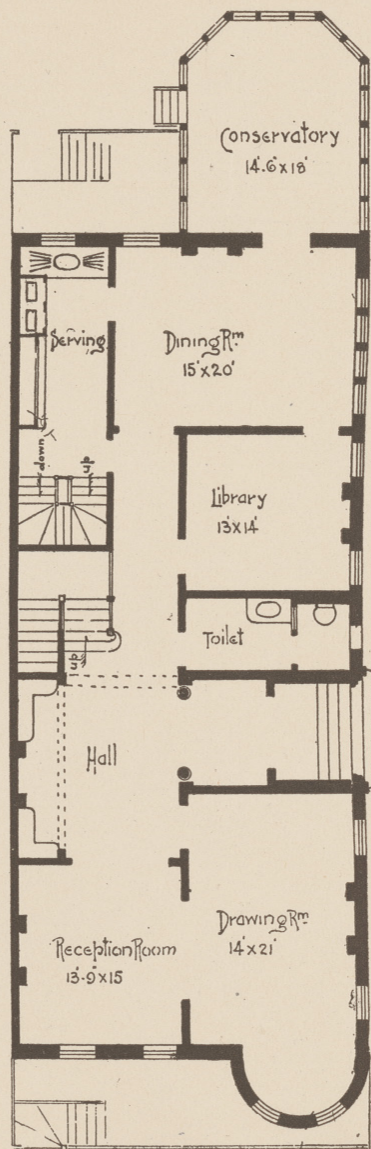 Conservatory
14'.6" x 18'
Serving
Dining Rm
15' x 20'
down
up
Library
13' x 14'
Toilet
up
Hall
Drawing Rm
14' x 21'
Reception Room
13'-9" x 15